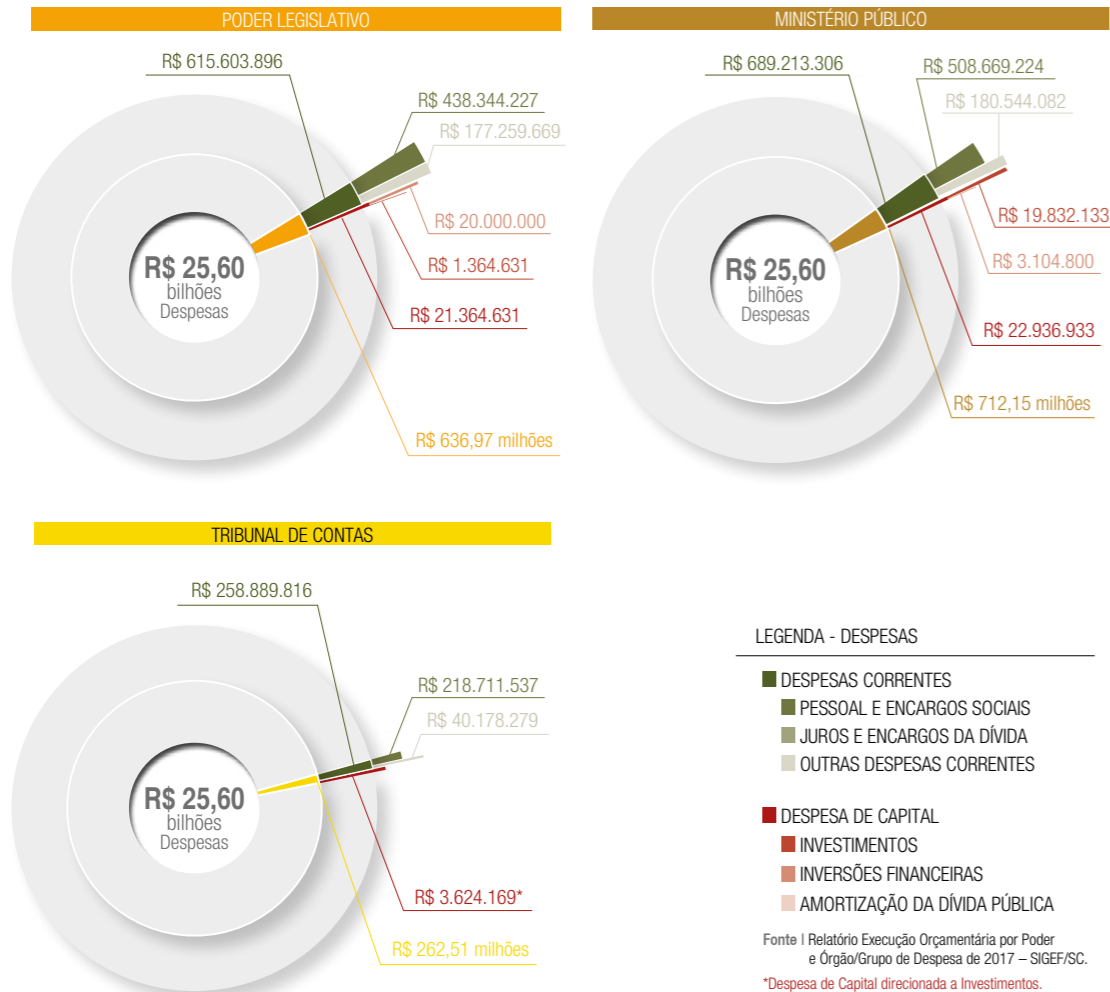 PODER LEGISLATIVO
R$ 615.603.896
R$ 438.344.227
R$ 177.259.669
R$ 20.000.000
R$ 1.364.631
R$ 21.364.631
R$ 636,97 milhões
R$ 25,60
bilhões
Despesas
MINISTÉRIO PÚBLICO
R$ 689.213.306
R$ 508.669.224
R$ 180.544.082
R$ 19.832.133
R$ 3.104.800
R$ 22.936.933
R$ 712,15 milhões
R$ 25,60
bilhões
Despesas
TRIBUNAL DE CONTAS
R$ 258.889.816
R$ 218.711.537
R$ 40.178.279
R$ 3.624.169*
R$ 262,51 milhões
R$ 25,60
bilhões
Despesas
LEGENDA - DESPESAS
DESPESAS CORRENTES
PESSOAL E ENCARGOS SOCIAIS
JUROS E ENCARGOS DA DÍVIDA
OUTRAS DESPESAS CORRENTES
DESPESA DE CAPITAL
INVESTIMENTOS
INVERSÕES FINANCEIRAS
AMORTIZAÇÃO DA DÍVIDA PÚBLICA
Fonte | Relatório Execução Orçamentária por Poder
e Órgão/Grupo de Despesa de 2017 – SIGEF/SC.
*Despesa de Capital direcionada a Investimentos.